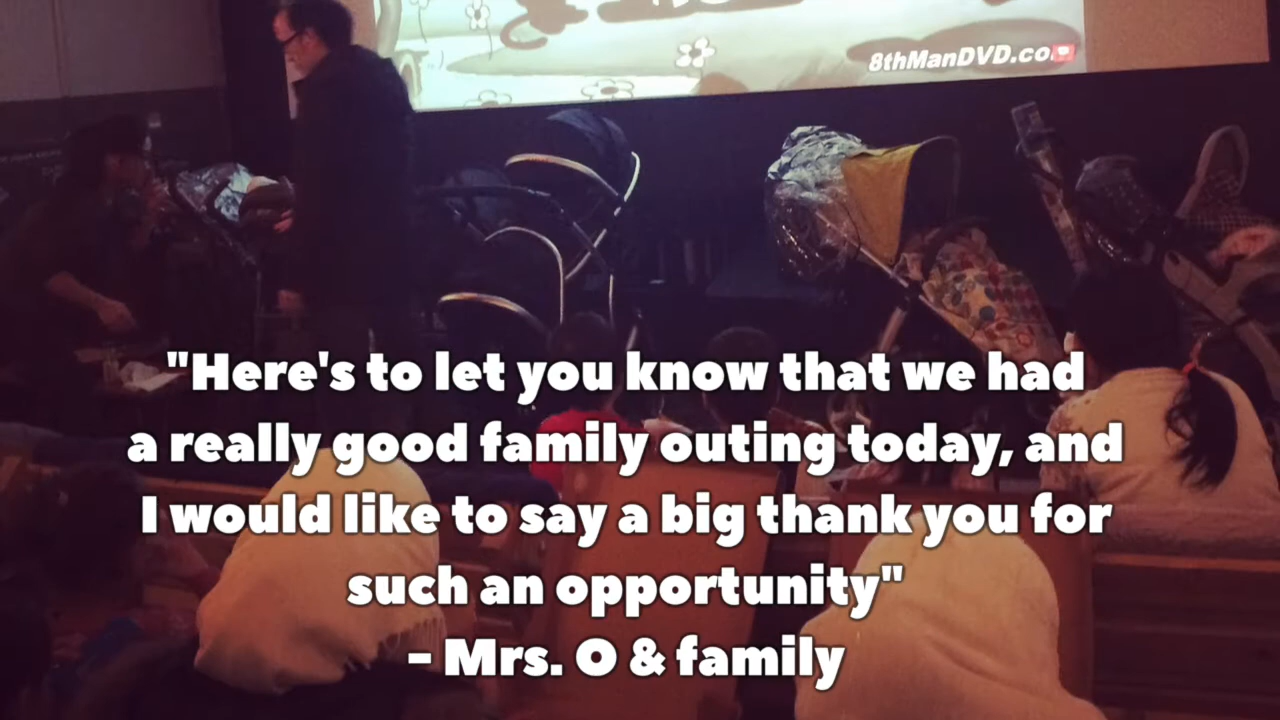 8thManDVD.co
"Here's to let you know that we had
a really good family outing today, and
I would like to say a big thank you for
such an opportunity"
- Mrs. O & family